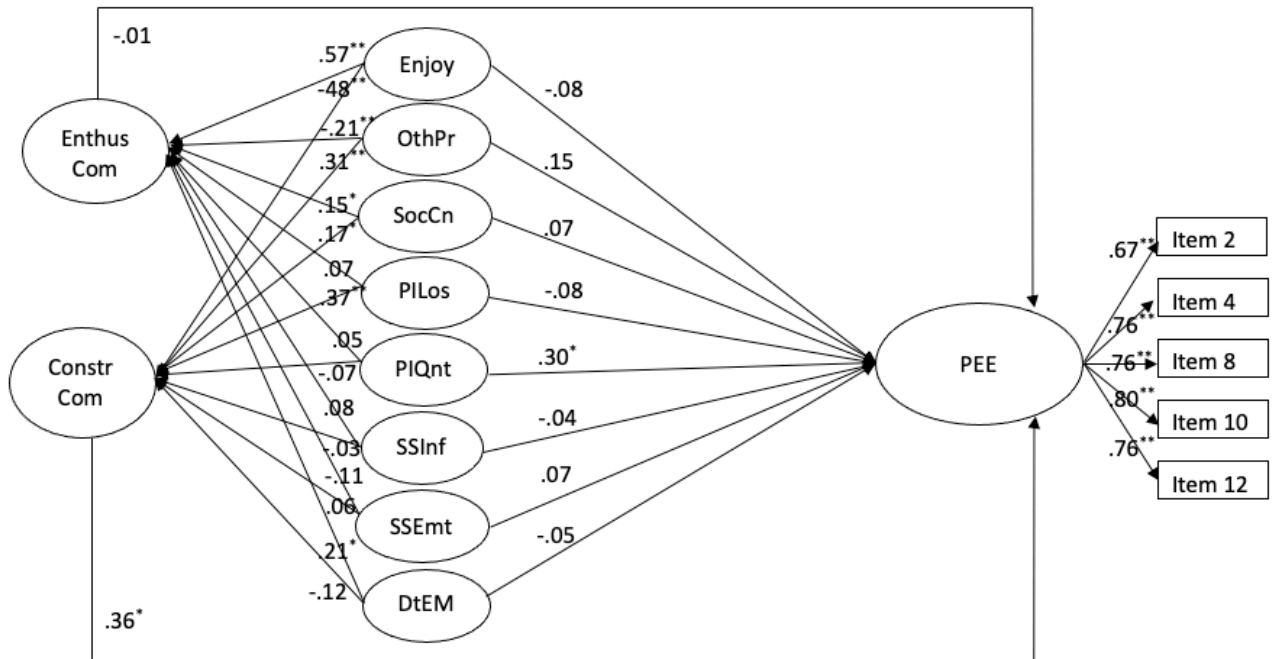 -.01
.57**
Enjoy
-48**
-.08
Enthus
Com
-.21**
OthPr
.31**
.15
.15*
SocCn
.17*
.07
Item 2
.67**
.07
PlLos
-.08
.37**
Item 4
.76**
.05
PlQnt
.30*
-.07
Constr
Com
PEE
.76**
Item 8
.08
.80**
Item 10
-.03
SSInf
-.04
.76**
-.11
.07
Item 12
.06
SSEmt
-.05
.21*
-.12
DtEM
.36*